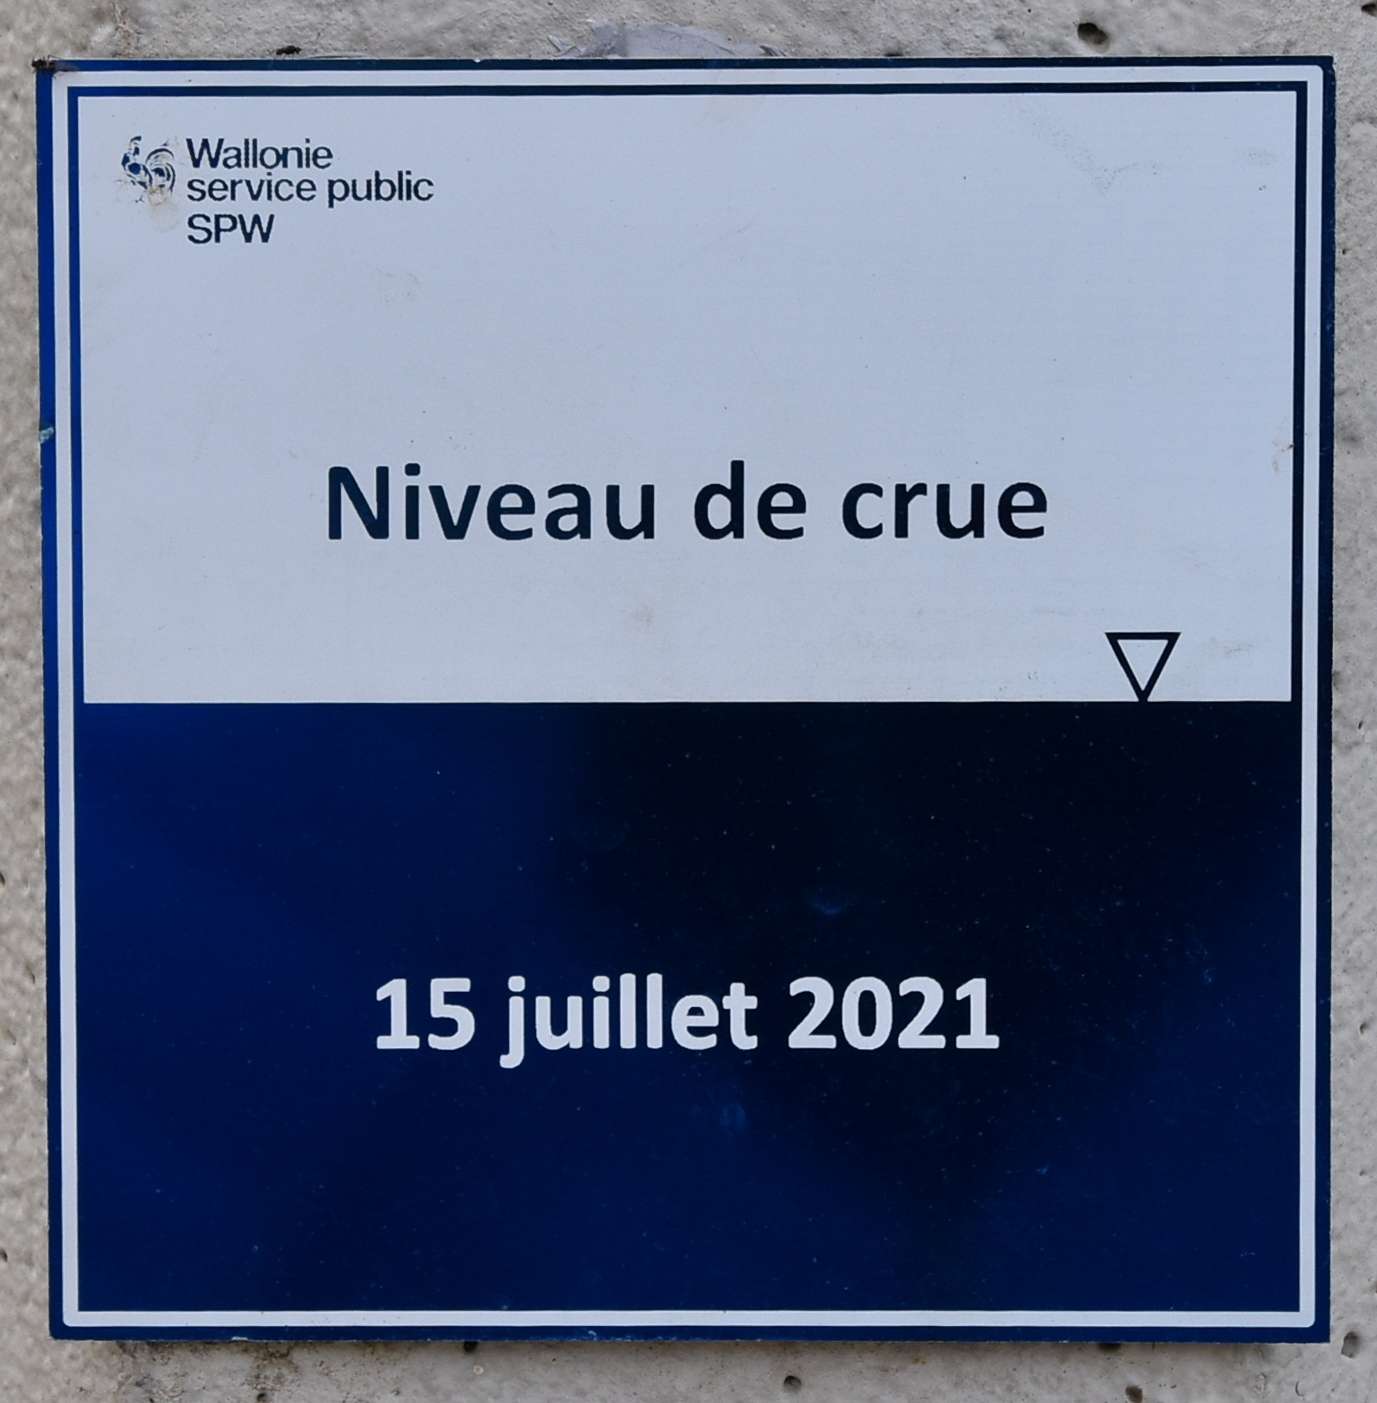 Wallonie
service public
SPW
Niveau de crue
15 juillet 2021